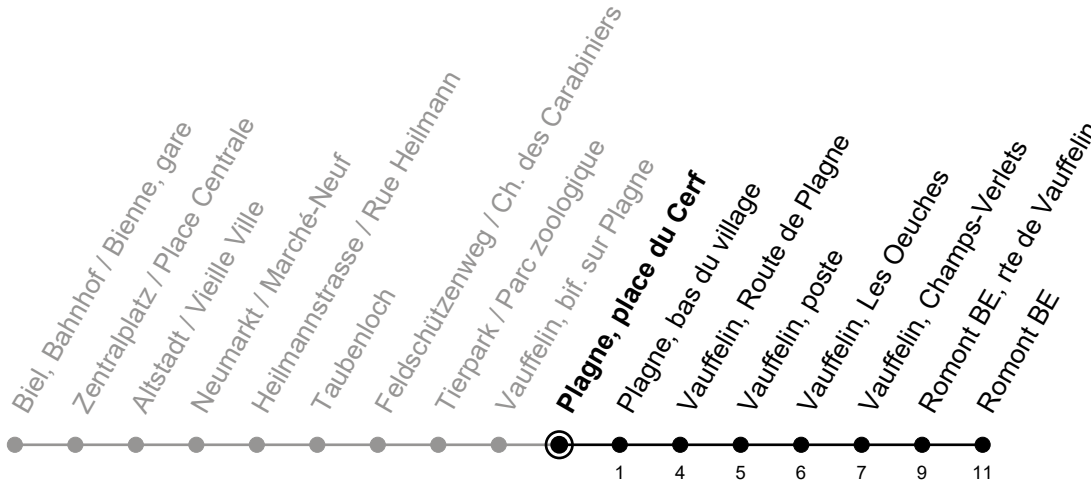 Biel, Bahnhof / Bienne, gare
Zentralplatz / Place Centrale
Altstadt / Vieille Ville
Neumarkt / Marché-Neuf
Heilmannstrasse / Rue Heilmann
Taubenloch
Feldschützenweg / Ch. des Carabiniers
Tierpark / Parc zoologique
Vauffelin, bif. sur Plagne
Plagne, place du Cerf
Plagne, bas du village
Vauffelin, Route de Plagne
Vauffelin, poste
Vauffelin, Les Oeuches
Vauffelin, Champs-Verlets
Romont BE, rte de Vauffelin
Romont BE
1 4 5 6 7 9 11